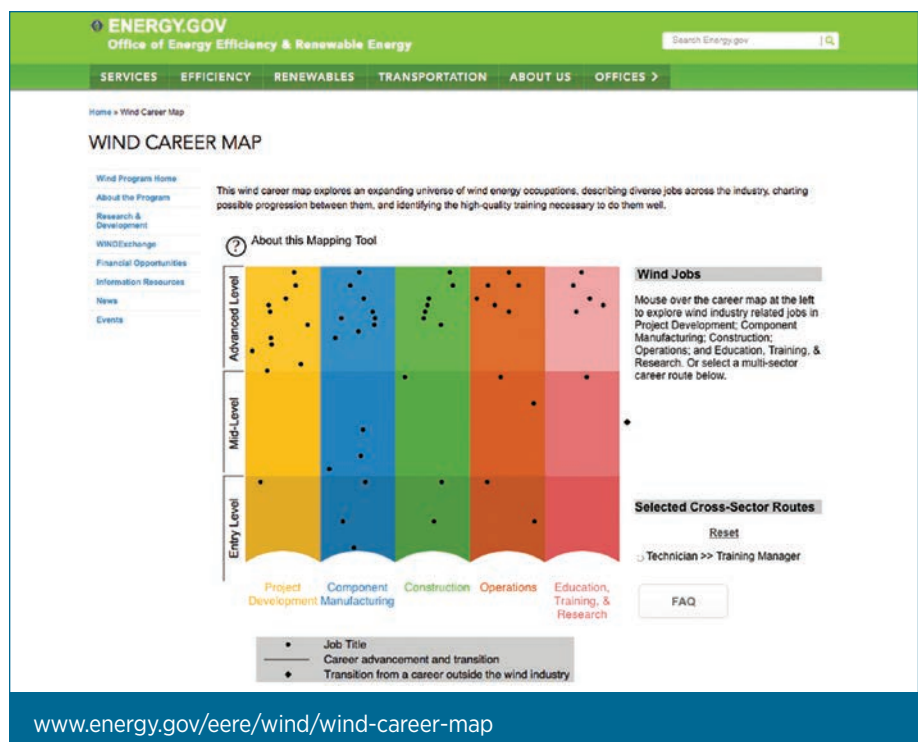 ENERGY.GOV
Office of Energy Efficiency & Renewable Energy
Search Energy.gov
SERVICES EFFICIENCY RENEWABLES TRANSPORTATION ABOUT US OFFICES >
Home » Wind Career Map
WIND CAREER MAP
Wind Program Home
About the Program
Research &
Development
WINDExchange
Financial Opportunities
Information Resources
News
Events
This wind career map explores an expanding universe of wind energy occupations, describing diverse jobs across the industry, charting
possible progression between them, and identifying the high-quality training necessary to do them well.
? About this Mapping Tool
Advanced Level
Mid-Level
Entry Level
Project
Development
Component
Manufacturing
Construction
Operations
Education,
Training, &
Research
Wind Jobs
Mouse over the career map at the left
to explore wind industry related jobs in
Project Development; Component
Manufacturing; Construction;
Operations; and Education, Training, &
Research. Or select a multi-sector
career route below.
Selected Cross-Sector Routes
Reset
Technician >> Training Manager
FAQ
Job Title
Career advancement and transition
Transition from a career outside the wind industry
www.energy.gov/eere/wind/wind-career-map